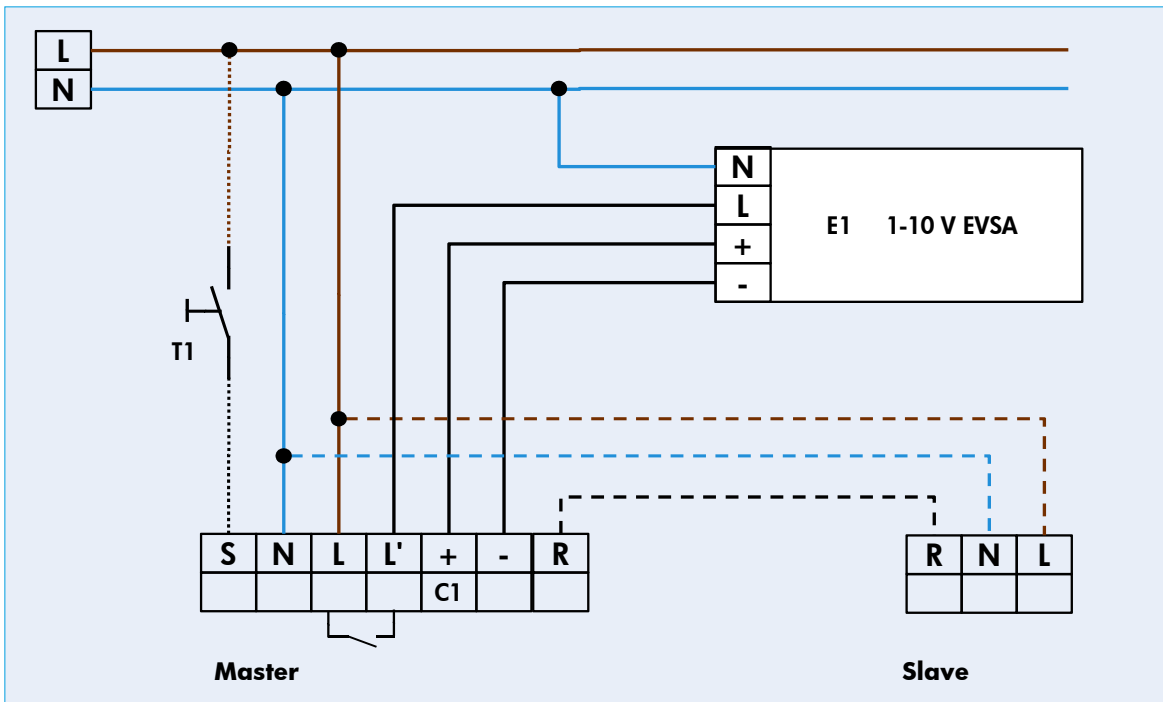 L
N
N
L
E1 1-10 V EVSA
+
-
T1
S N L L' + - R
R N L
C1
Master
Slave